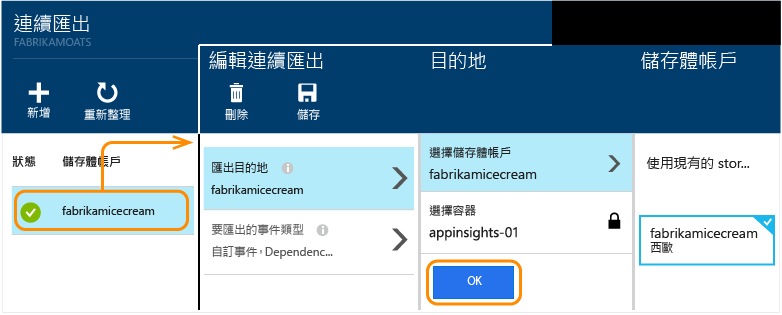 連續匯出
FABRIKAMOATS
新增
重新整理
狀態
儲存體帳戶
fabrikamicecream
編輯連續匯出
刪除
儲存
匯出目的地
fabrikamicecream
要匯出的事件類型
自訂事件，Dependenc...
目的地
選擇儲存體帳戶
fabrikamicecream
選擇容器
appinsights-01
OK
儲存體帳戶
使用現有的 stor...
fabrikamicecream
西歐